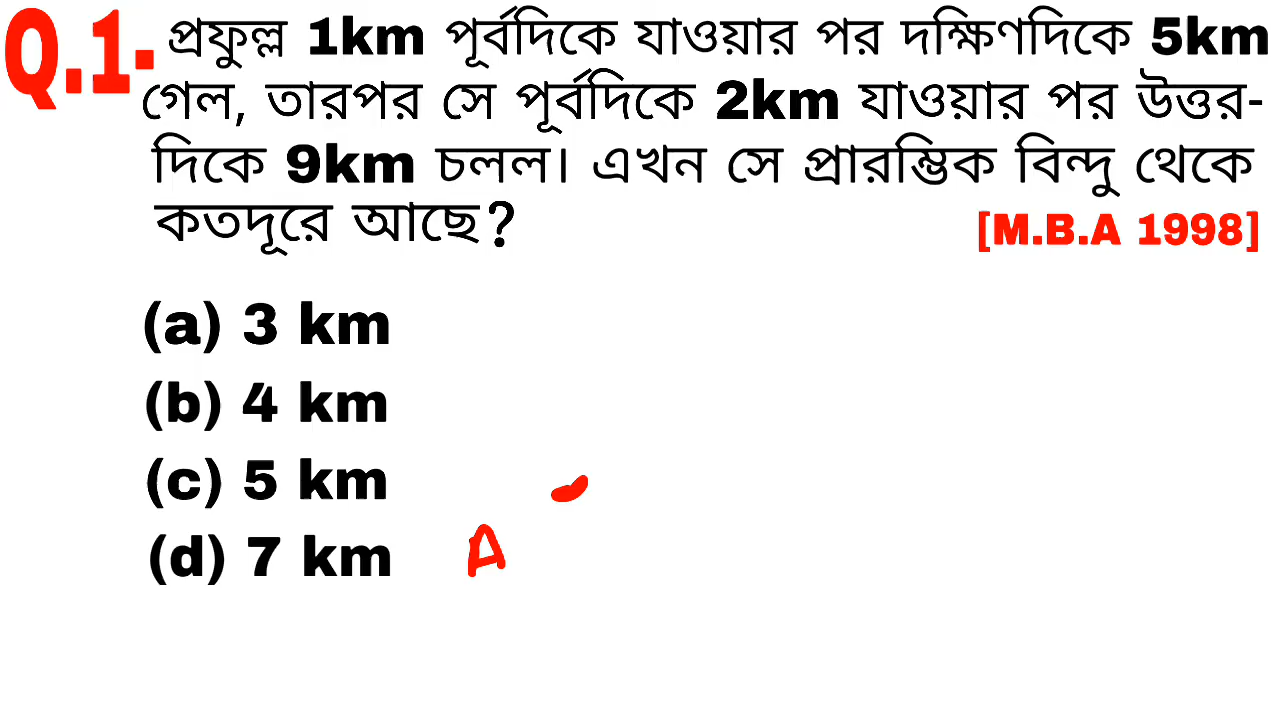 Q.1- প্রফুল্ল 1km পূর্বদিকে যাওয়ার পর দক্ষিণদিকে 5km
গেল, তারপর সে পূর্বদিকে 2km যাওয়ার পর উত্তর-
দিকে 9km চলল। এখন সে প্রারম্ভিক বিন্দু থেকে
কতদূরে আছে?
[M.B.A 1998]
(a) 3 km
(b) 4 km
(c) 5 km
(d) 7 km
A